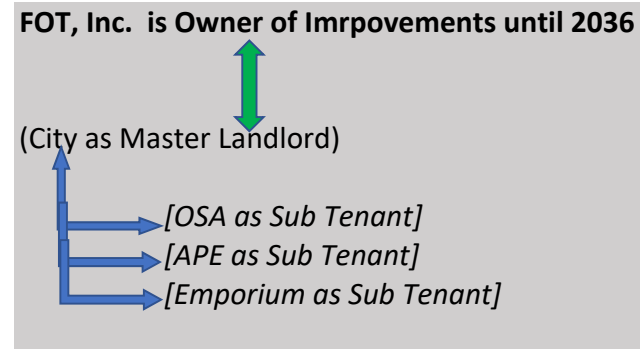 FOT, Inc.  is Owner of Imrpovements until 2036
(City as Master Landlord)
[OSA as Sub Tenant]
[APE as Sub Tenant]
[Emporium as Sub Tenant]